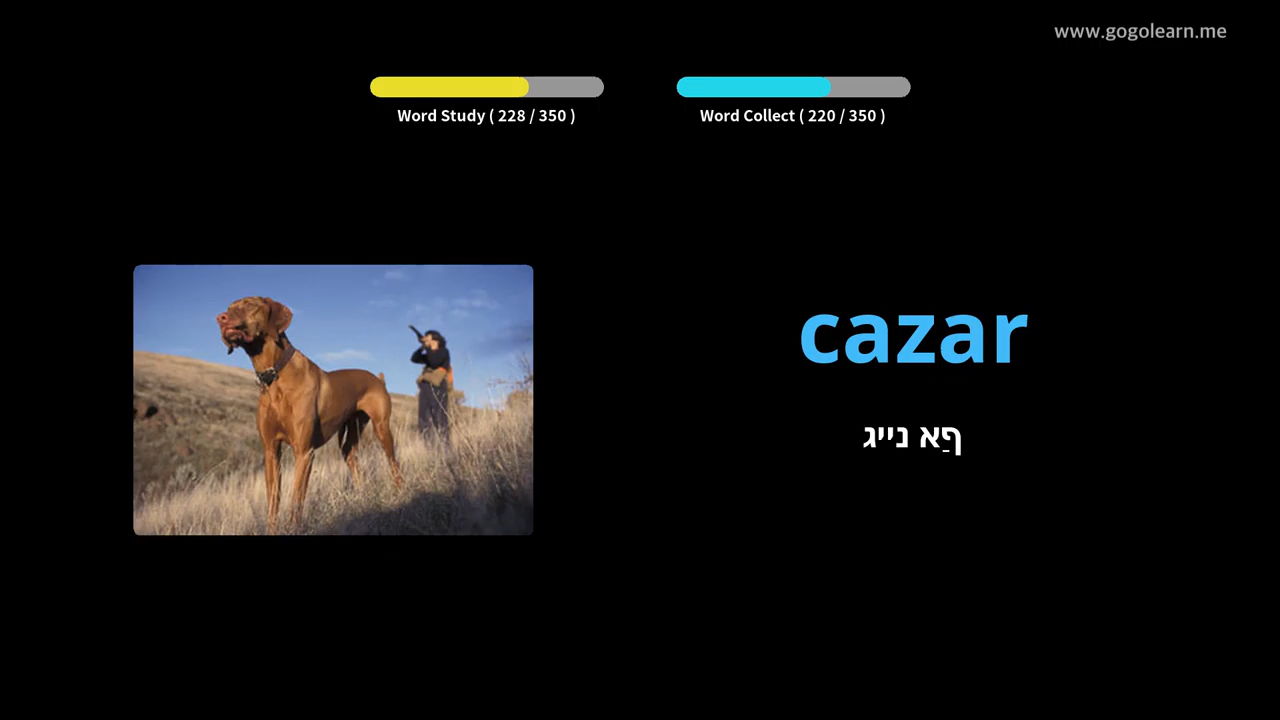 www.gogolearn.me
Word Study ( 228 / 350 )
Word Collect ( 220 / 350 )
cazar
ףַא נייג